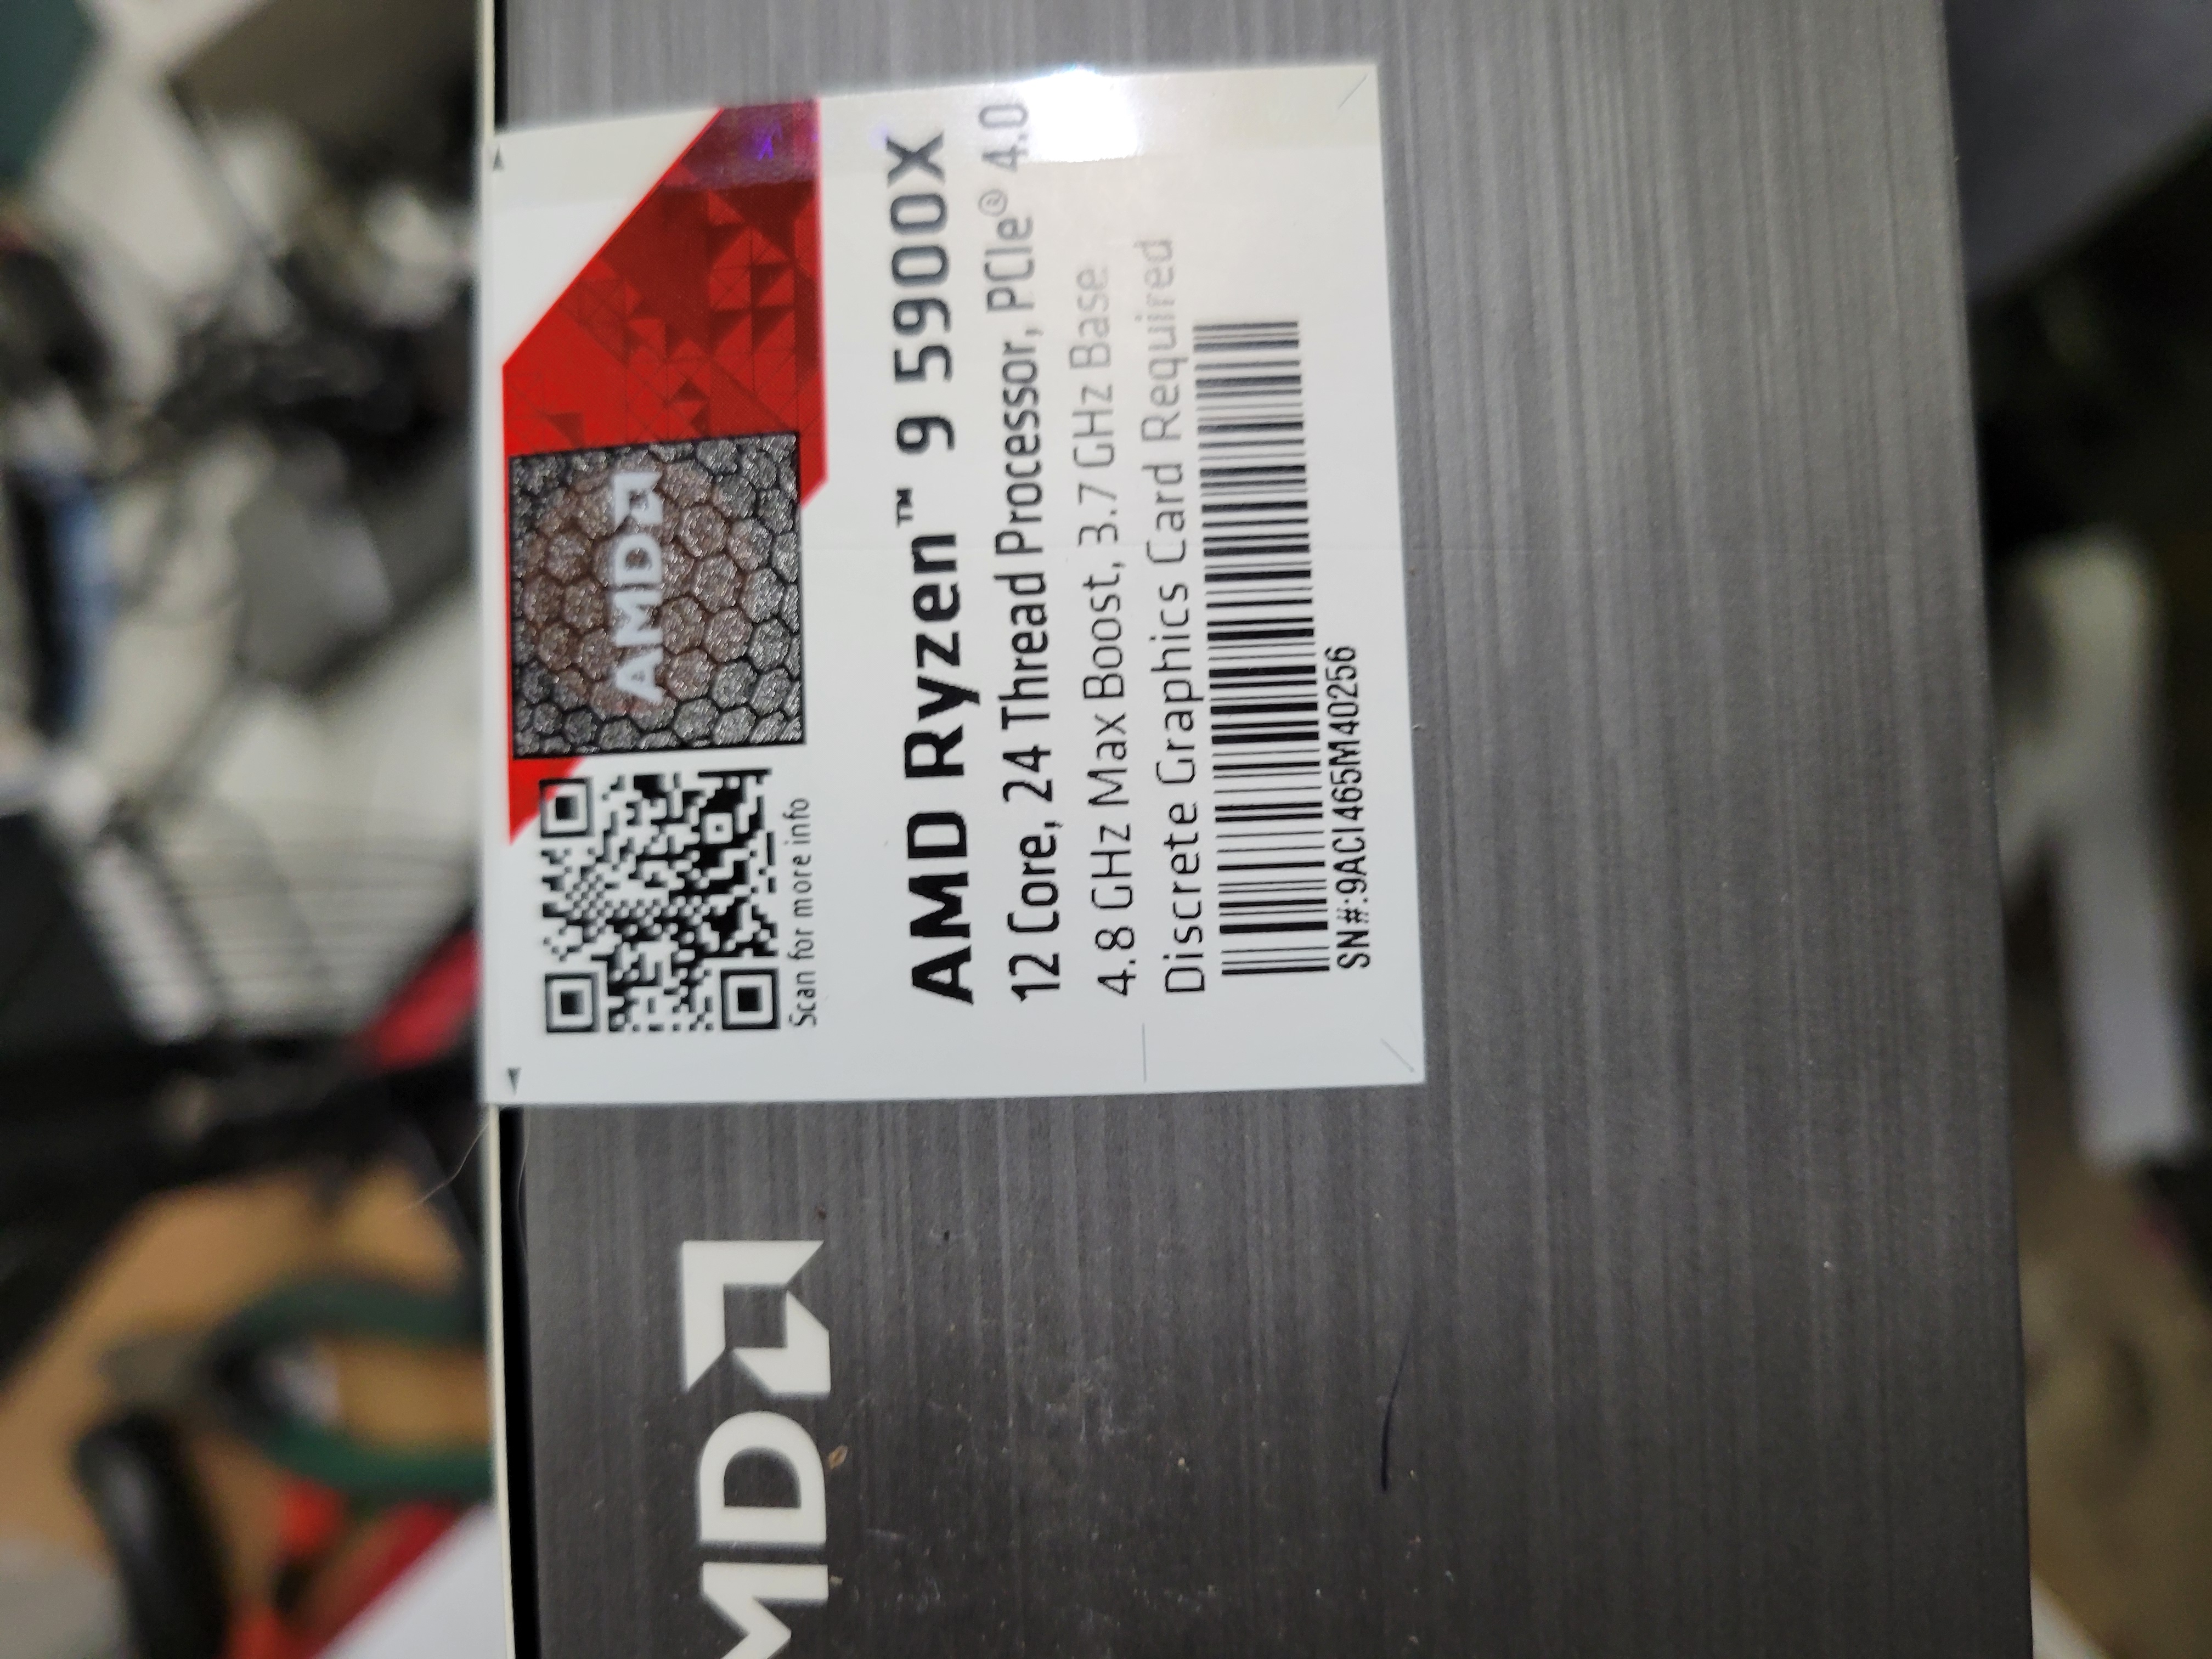 AMD
Scan for more info
AMD Ryzen™ 9 5900X
12 Core, 24 Thread Processor, PCIe® 4.0
4.8 GHz Max Boost, 3.7 GHz Base
Discrete Graphics Card Required
SN#:9ACI465M40256
AMD